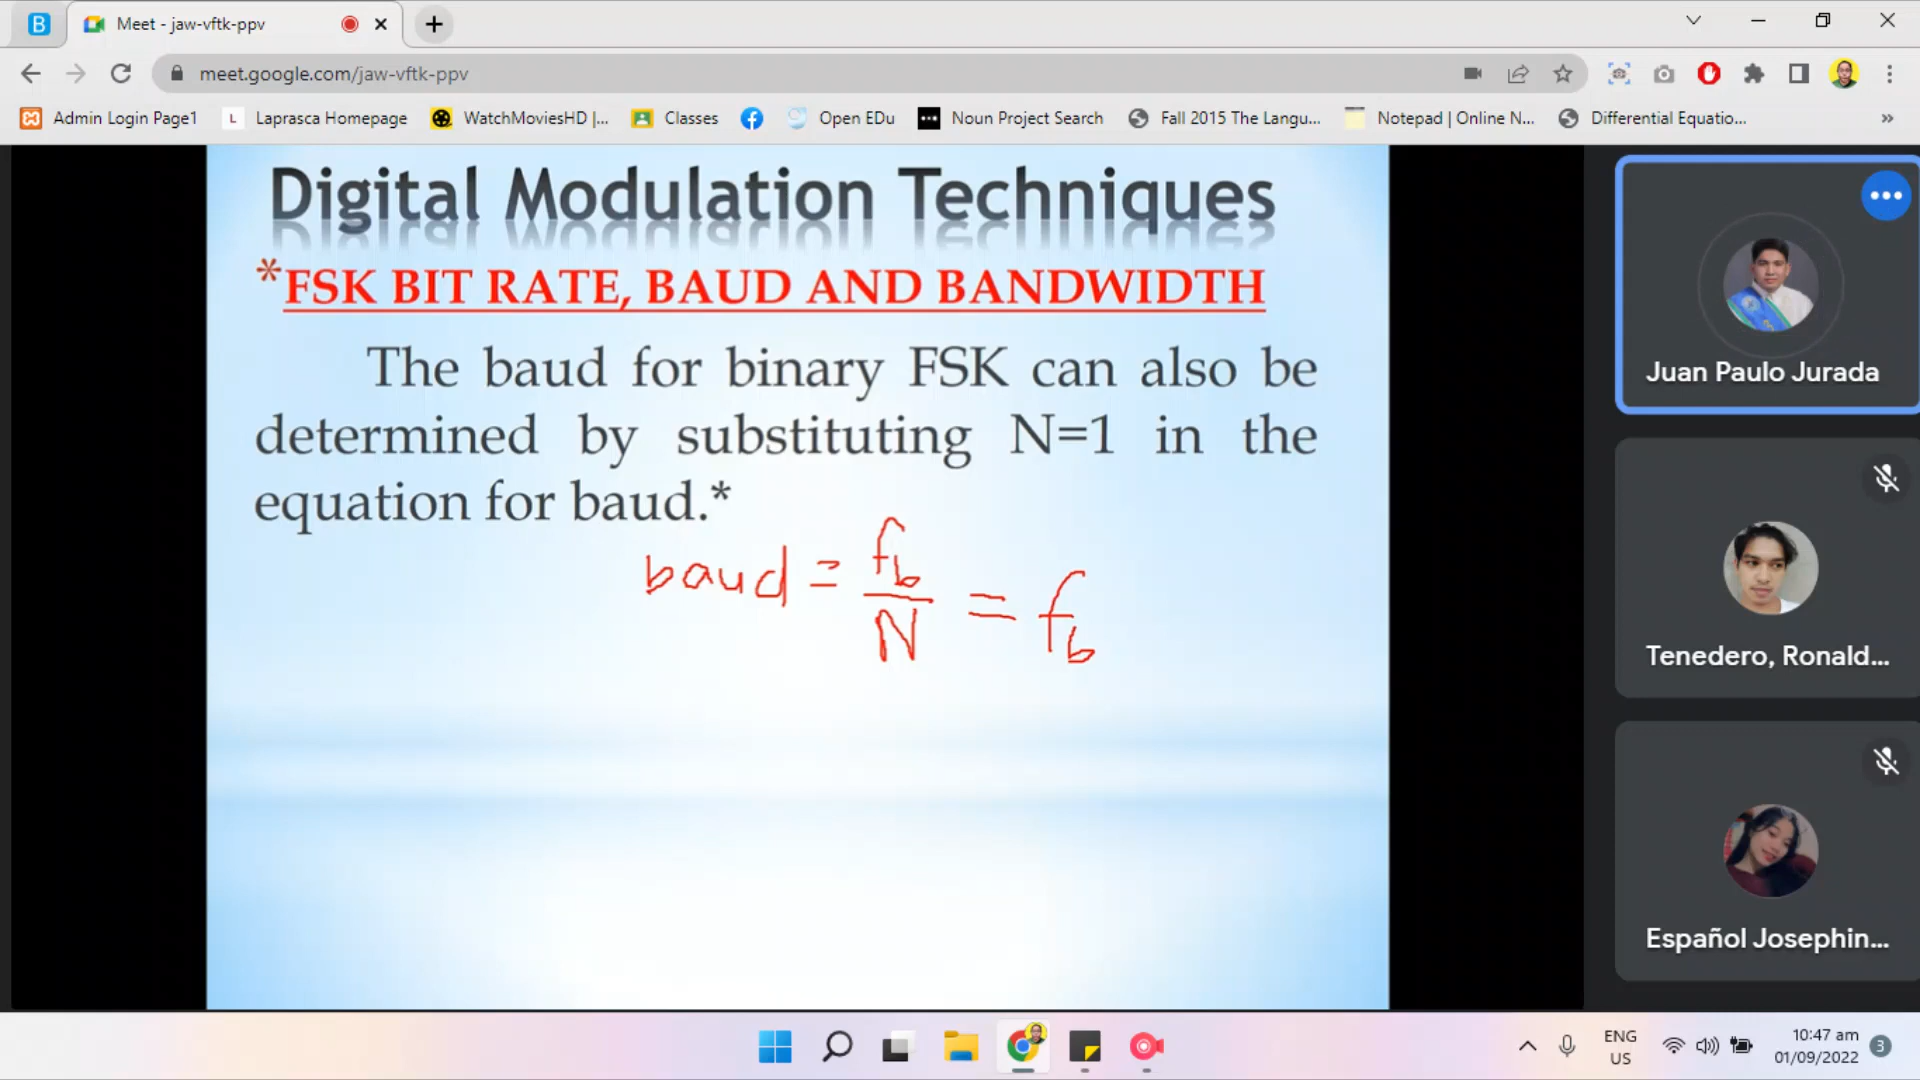 B
Meet - jaw-vftk-ppv
meet.google.com/jaw-vftk-ppv
Admin Login Page1
L Laprasca Homepage
WatchMoviesHD |...
Classes
Open EDu
Noun Project Search
Fall 2015 The Langu...
Notepad | Online N...
Differential Equatio...
»
Digital Modulation Techniques
*FSK BIT RATE, BAUD AND BANDWIDTH
The baud for binary FSK can also be
determined by substituting N=1 in the
equation for baud.*
baud = fb/N = fb
Juan Paulo Jurada
Tenedero, Ronald...
Español Josephin...
ENG
US
10:47 am
01/09/2022
3